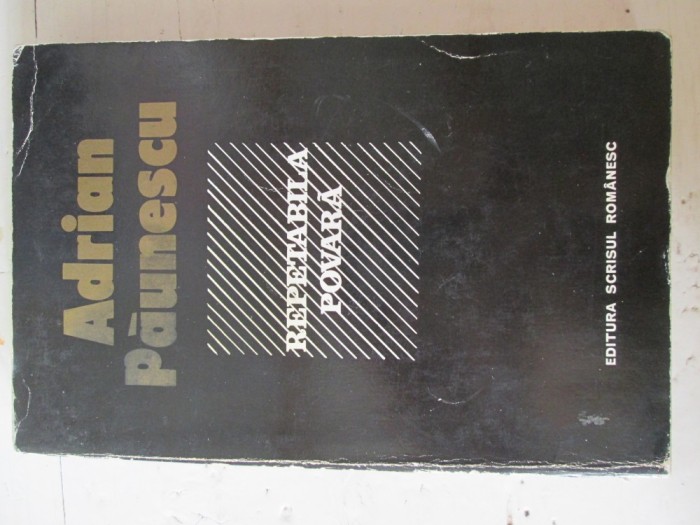 Adrian
păunescu
REPETABILA
POVARĂ
EDITURA SCRISUL ROMÂNESC